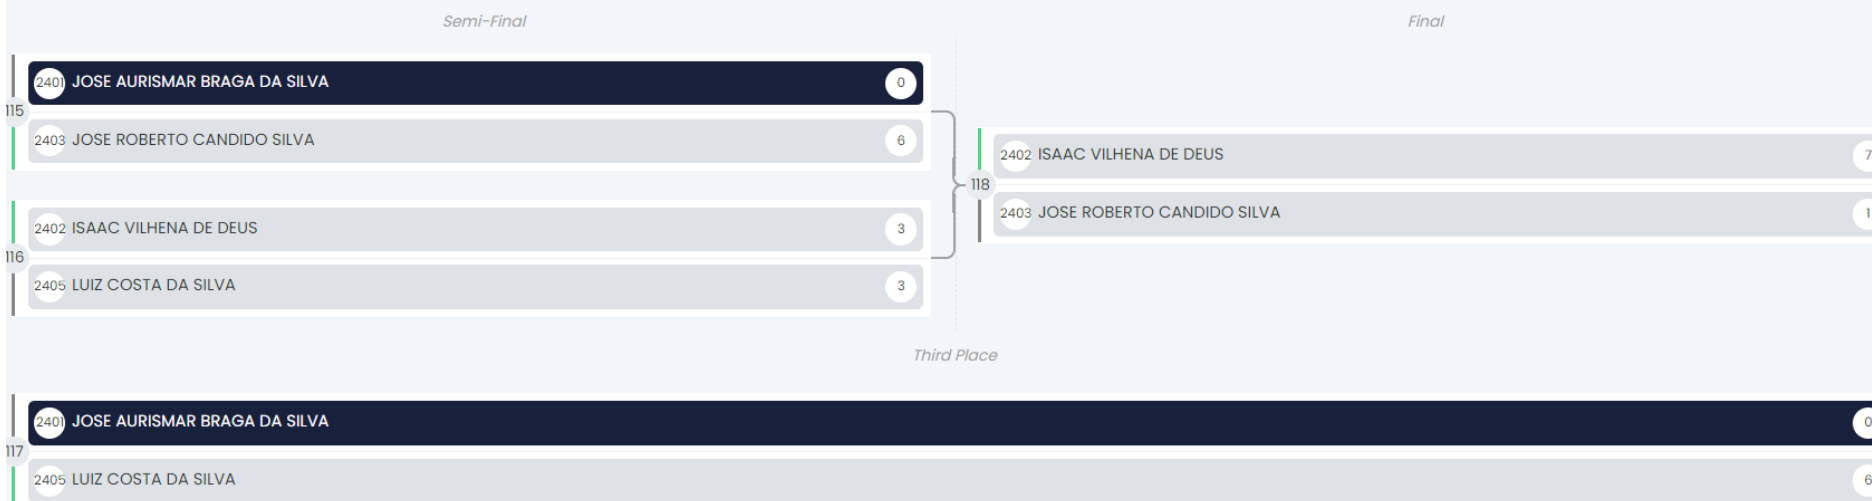 Semi-Final
Final
2401 JOSE AURISMAR BRAGA DA SILVA 0
115
2403 JOSE ROBERTO CANDIDO SILVA 6
2402 ISAAC VILHENA DE DEUS 7
118
2403 JOSE ROBERTO CANDIDO SILVA 1
2402 ISAAC VILHENA DE DEUS 3
116
2405 LUIZ COSTA DA SILVA 3
Third Place
2401 JOSE AURISMAR BRAGA DA SILVA 0
117
2405 LUIZ COSTA DA SILVA 6